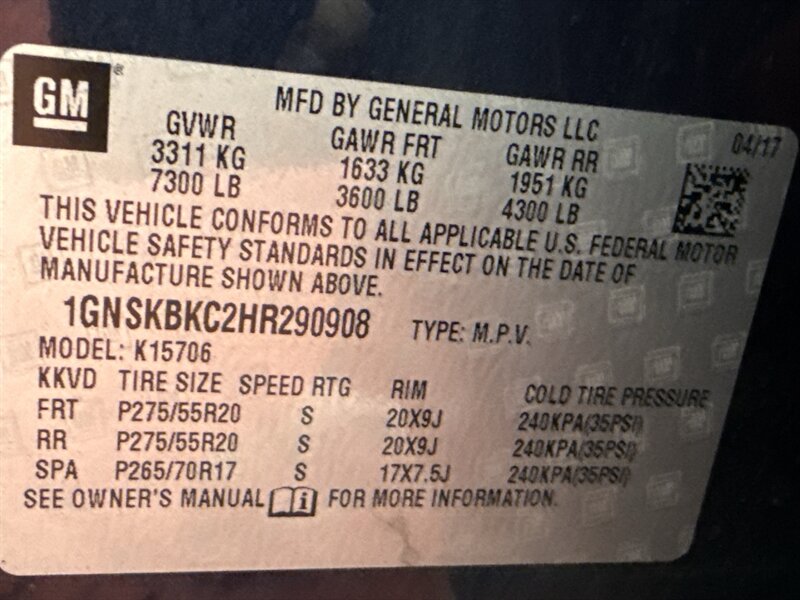 GM
MFD BY GENERAL MOTORS LLC
04/17
GVWR GAWR FRT GAWR RR
3311 KG 1633 KG 1951 KG
7300 LB 3600 LB 4300 LB
THIS VEHICLE CONFORMS TO ALL APPLICABLE U.S. FEDERAL MOTOR
VEHICLE SAFETY STANDARDS IN EFFECT ON THE DATE OF
MANUFACTURE SHOWN ABOVE.
1GNSKBKC2HR290908 TYPE: M.P.V.
MODEL: K15706
KKVD TIRE SIZE SPEED RTG RIM COLD TIRE PRESSURE
FRT P275/55R20 S 20X9J 240KPA(35PSI)
RR P275/55R20 S 20X9J 240KPA(35PSI)
SPA P265/70R17 S 17X7.5J 240KPA(35PSI)
SEE OWNER'S MANUAL i FOR MORE INFORMATION.